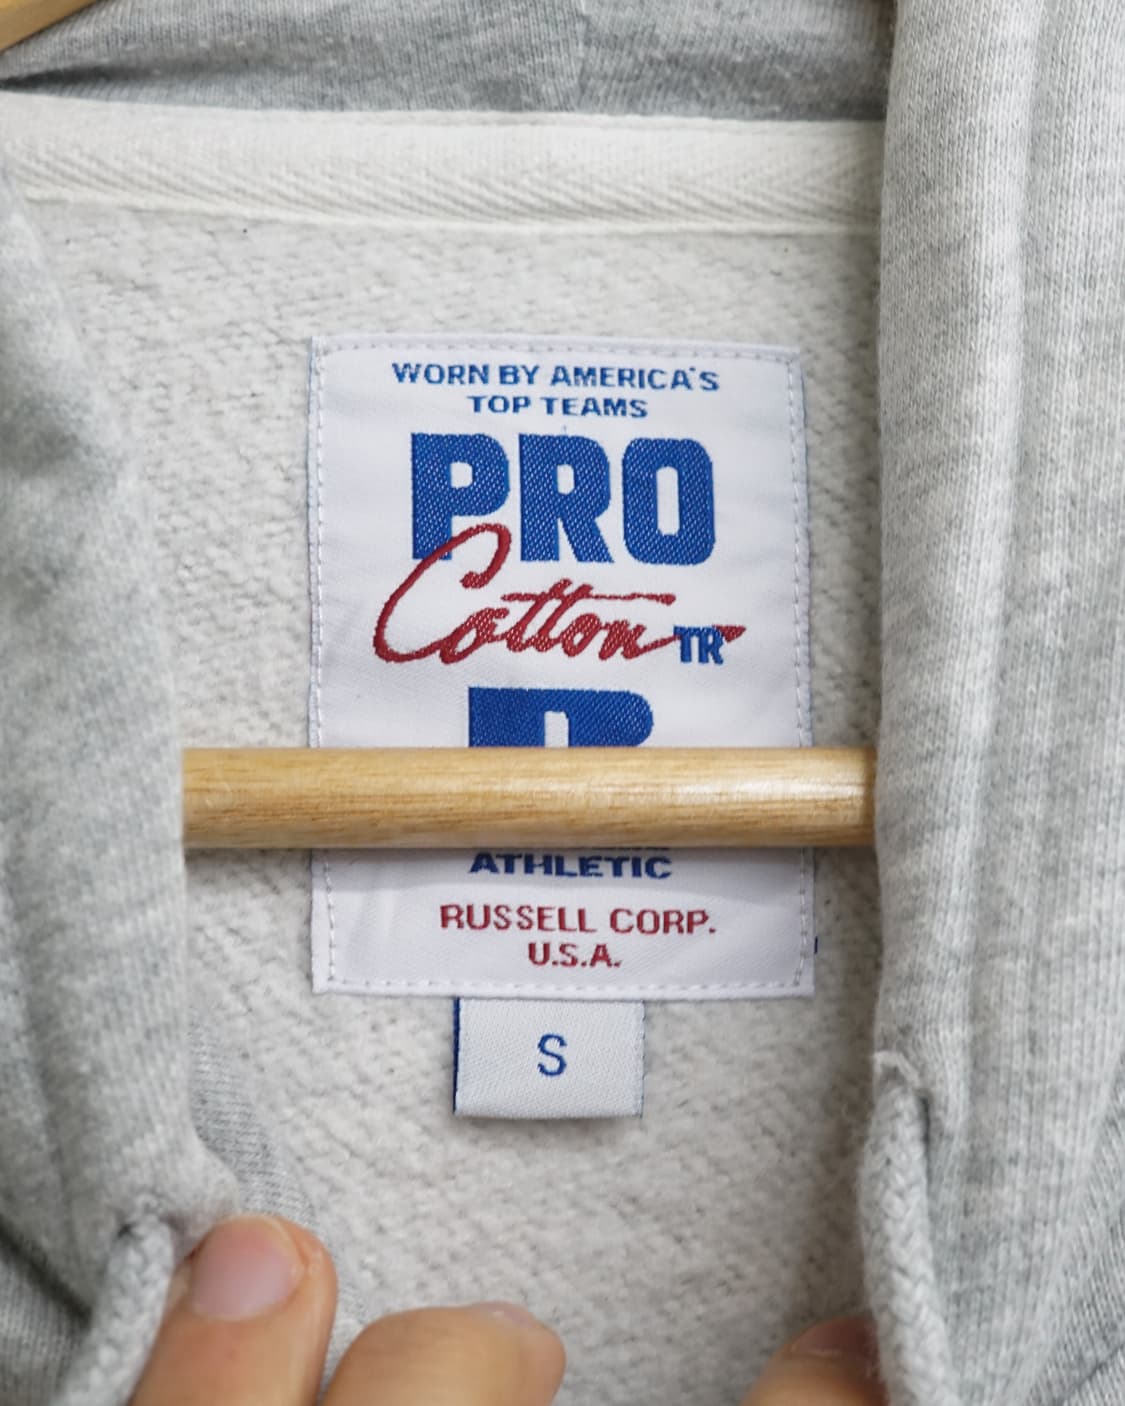 WORN BY AMERICA'S
TOP TEAMS
PRO
Cotton TR
ATHLETIC
RUSSELL CORP.
U.S.A.
S